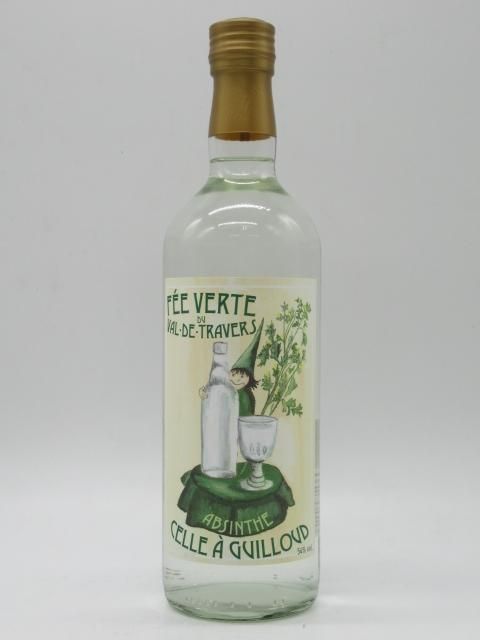 FÉE VERTE
DU
VAL-DE-TRAVERS
ABSINTHE
CELLE À GUILLOUD